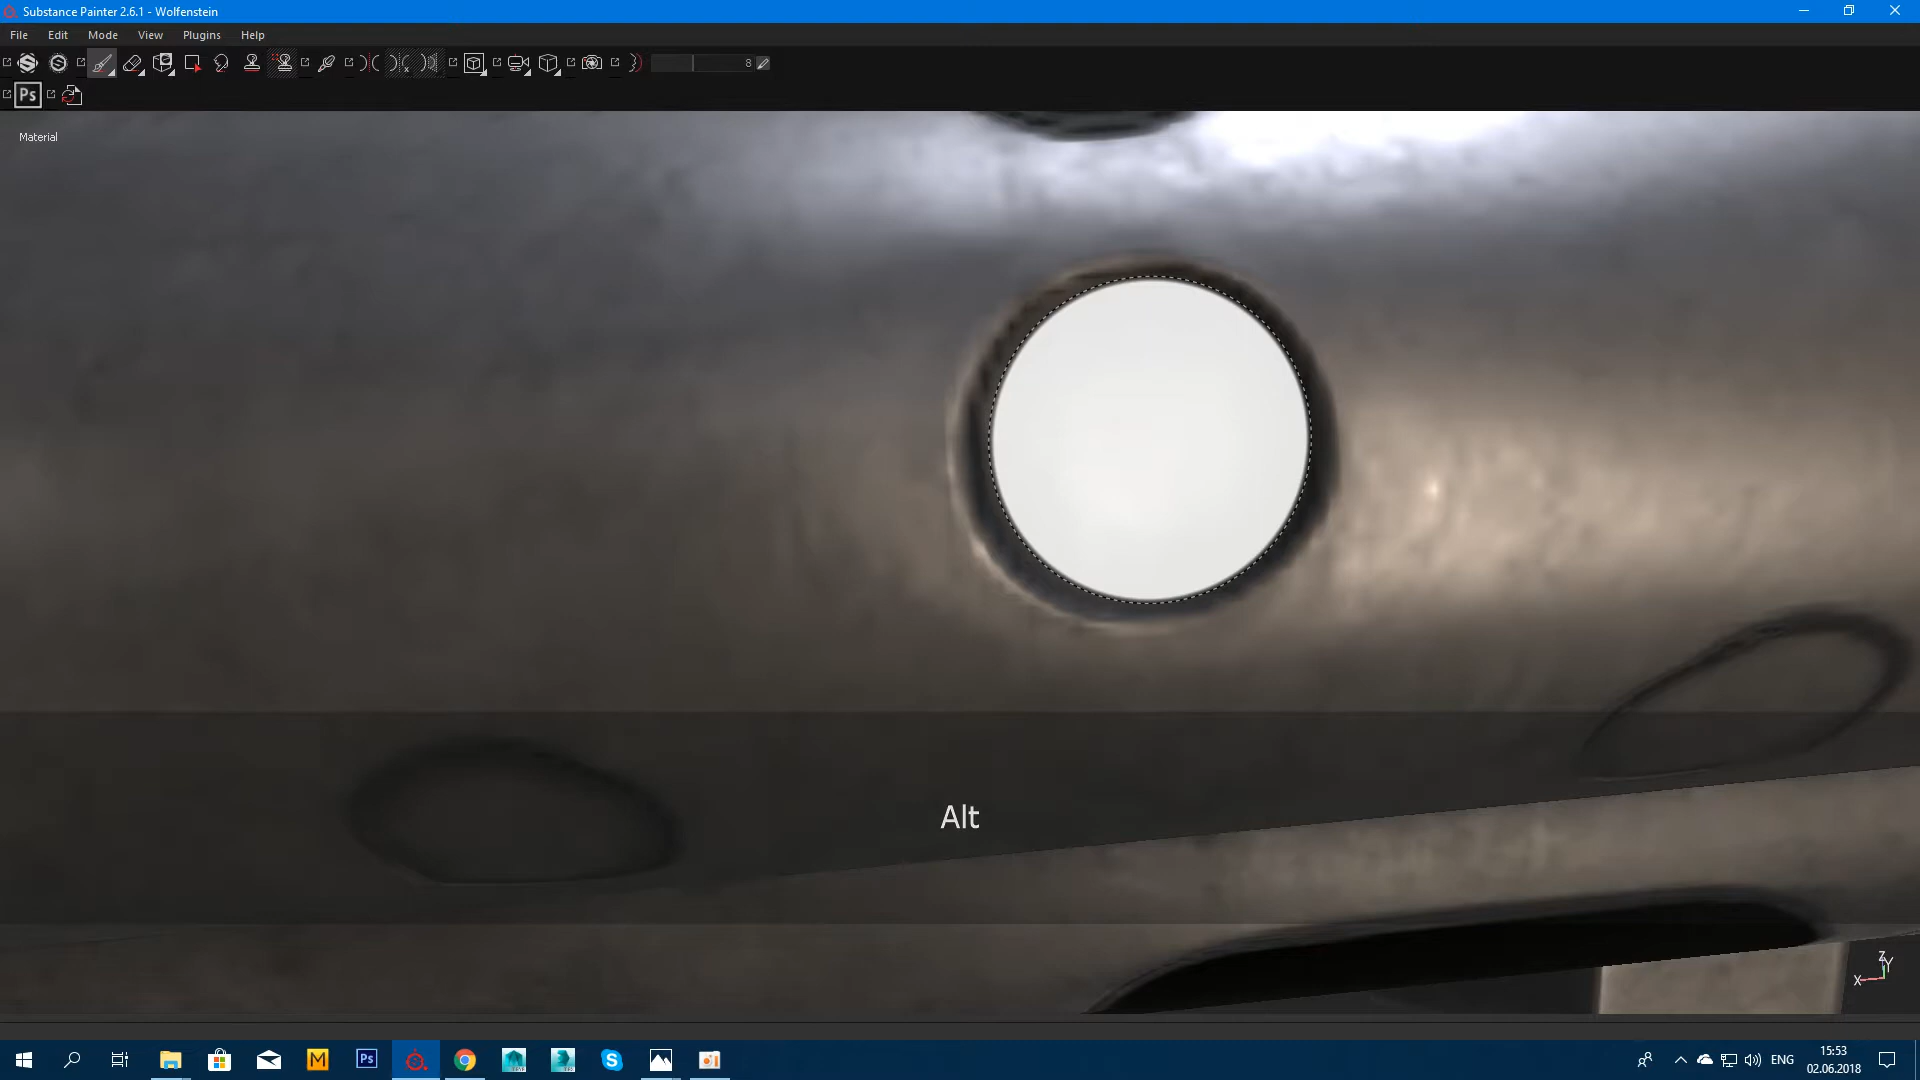 Substance Painter 2.6.1 - Wolfenstein
File Edit Mode View Plugins Help
8
Ps
Material
Alt
Z
Y
X
M
Ps
ENG
15:53
02.06.2018